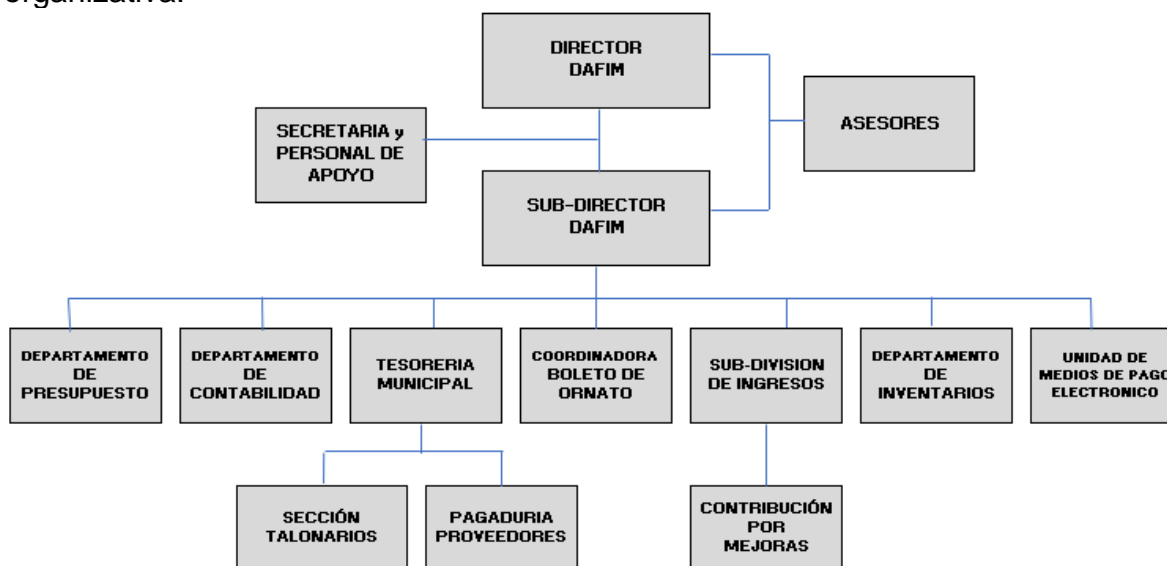 organizativa.
DIRECTOR
DAFIM
SECRETARIA y
PERSONAL DE
APOYO
ASESORES
SUB-DIRECTOR
DAFIM
DEPARTAMENTO
DE
PRESUPUESTO
DEPARTAMENTO
DE
CONTABILIDAD
TESORERIA
MUNICIPAL
COORDINADORA
BOLETO DE
ORNATO
SUB-DIVISION
DE INGRESOS
DEPARTAMENTO
DE
INVENTARIOS
UNIDAD DE
MEDIOS DE PAGO
ELECTRONICO
SECCIÓN
TALONARIOS
PAGADURIA
PROVEEDORES
CONTRIBUCIÓN
POR
MEJORAS